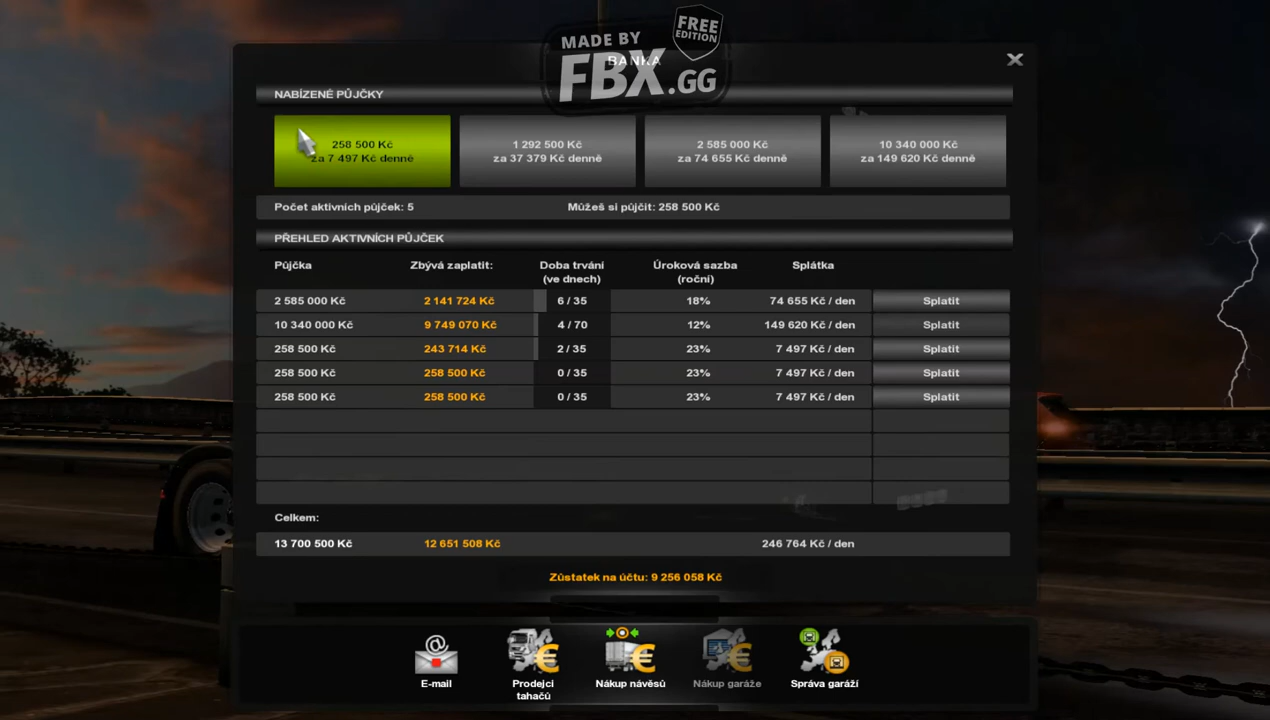 MADE BY
FREE
EDITION
FBX.GG
BANKA
NABÍZENÉ PŮJČKY
258 500 Kč
za 7 497 Kč denně
1 292 500 Kč
za 37 379 Kč denně
2 585 000 Kč
za 74 655 Kč denně
10 340 000 Kč
za 149 620 Kč denně
Počet aktivních půjček: 5 Můžeš si půjčit: 258 500 Kč
PŘEHLED AKTIVNÍCH PŮJČEK
Půjčka Zbývá zaplatit: Doba trvání (ve dnech) Úroková sazba (roční) Splátka
2 585 000 Kč 2 141 724 Kč 6 / 35 18% 74 655 Kč / den Splatit
10 340 000 Kč 9 749 070 Kč 4 / 70 12% 149 620 Kč / den Splatit
258 500 Kč 243 714 Kč 2 / 35 23% 7 497 Kč / den Splatit
258 500 Kč 258 500 Kč 0 / 35 23% 7 497 Kč / den Splatit
258 500 Kč 258 500 Kč 0 / 35 23% 7 497 Kč / den Splatit
Celkem:
13 700 500 Kč 12 651 508 Kč 246 764 Kč / den
Zůstatek na účtu: 9 256 058 Kč
E-mail
Prodejci
tahačů
Nákup návěsů
Nákup garáže
Správa garáží